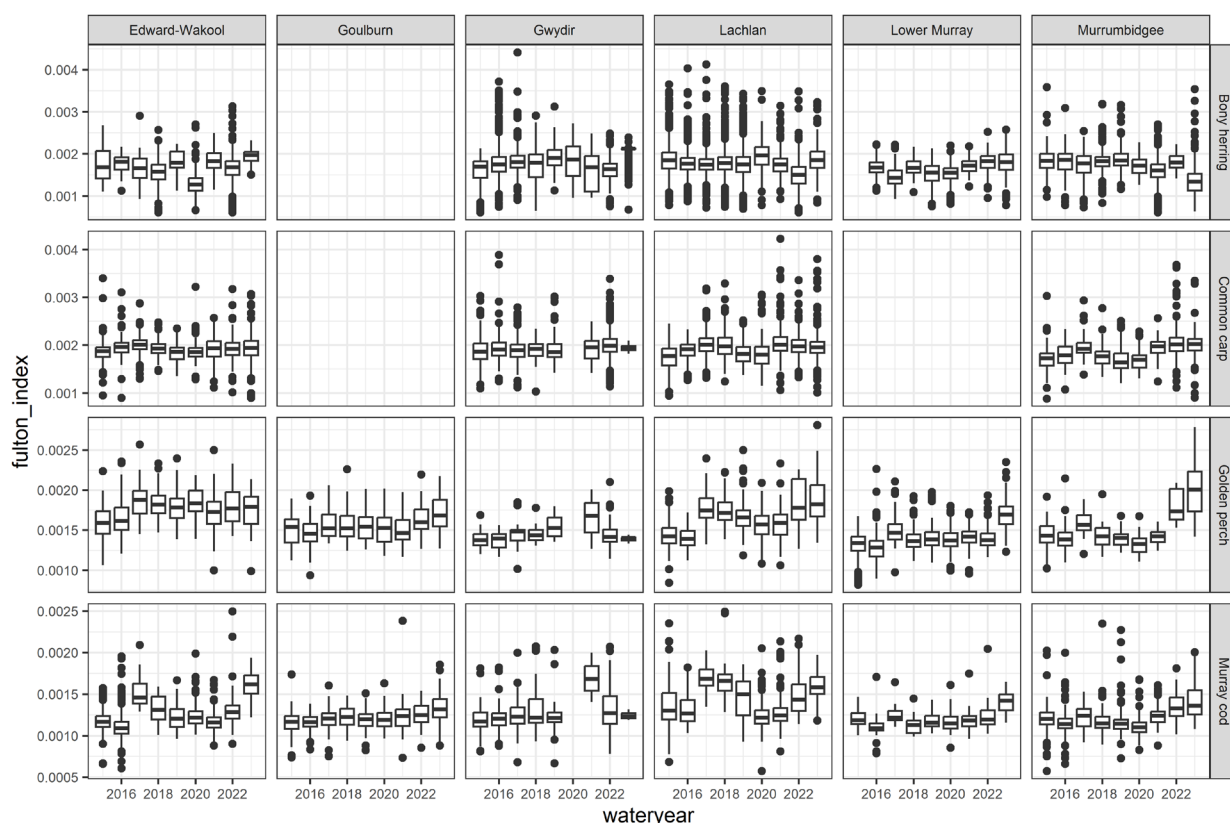 Edward-Wakool Goulburn Gwydir Lachlan Lower Murray Murrumbidgee
0.004
0.003
0.002
0.001
Bony herring
0.004
0.003
0.002
0.001
Common carp
fulton_index
0.0025
0.0020
0.0015
0.0010
Golden perch
0.0025
0.0020
0.0015
0.0010
0.0005
Murray cod
2016 2018 2020 2022 2016 2018 2020 2022 2016 2018 2020 2022 2016 2018 2020 2022 2016 2018 2020 2022 2016 2018 2020 2022
wateryear